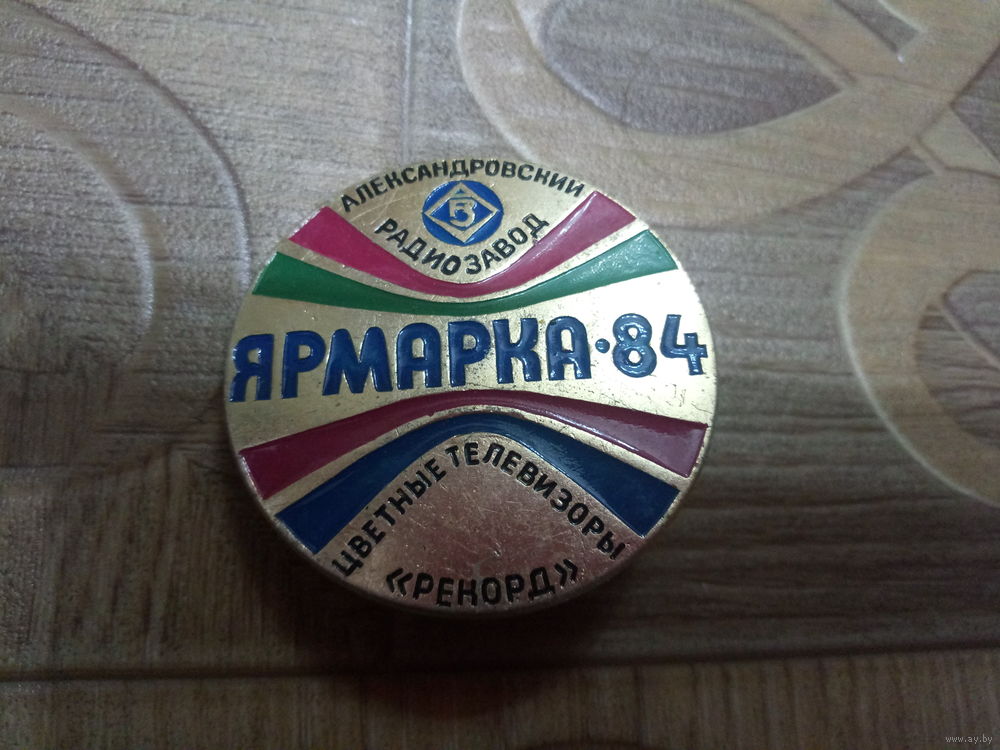 АЛЕКСАНДРОВСКИЙ
РАДИОЗАВОД
ЯРМАРКА·84
ЦВЕТНЫЕ ТЕЛЕВИЗОРЫ
«РЕКОРД»
www.ay.by